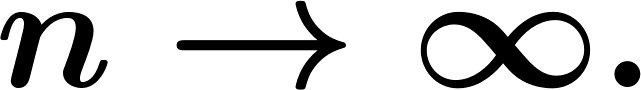 n → ∞.